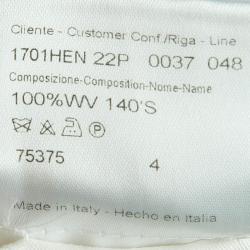 Cliente - Customer Conf./Riga - Line
1701HEN 22P 0037 048
Composizione-Composition-Nome-Name
100%WV 140'S
75375 4
Made in Italy - Hecho en Italia